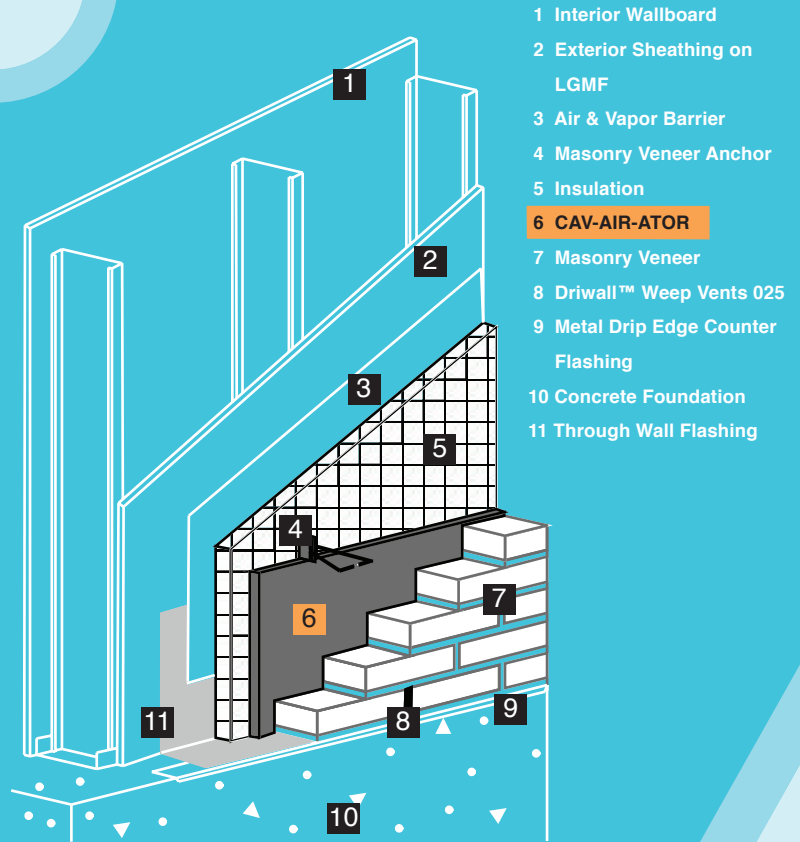 1 Interior Wallboard
2 Exterior Sheathing on
LGMF
3 Air & Vapor Barrier
4 Masonry Veneer Anchor
5 Insulation
6 CAV-AIR-ATOR
7 Masonry Veneer
8 Driwall™ Weep Vents 025
9 Metal Drip Edge Counter
Flashing
10 Concrete Foundation
11 Through Wall Flashing
1
2
3
5
4
7
6
9
8
11
10